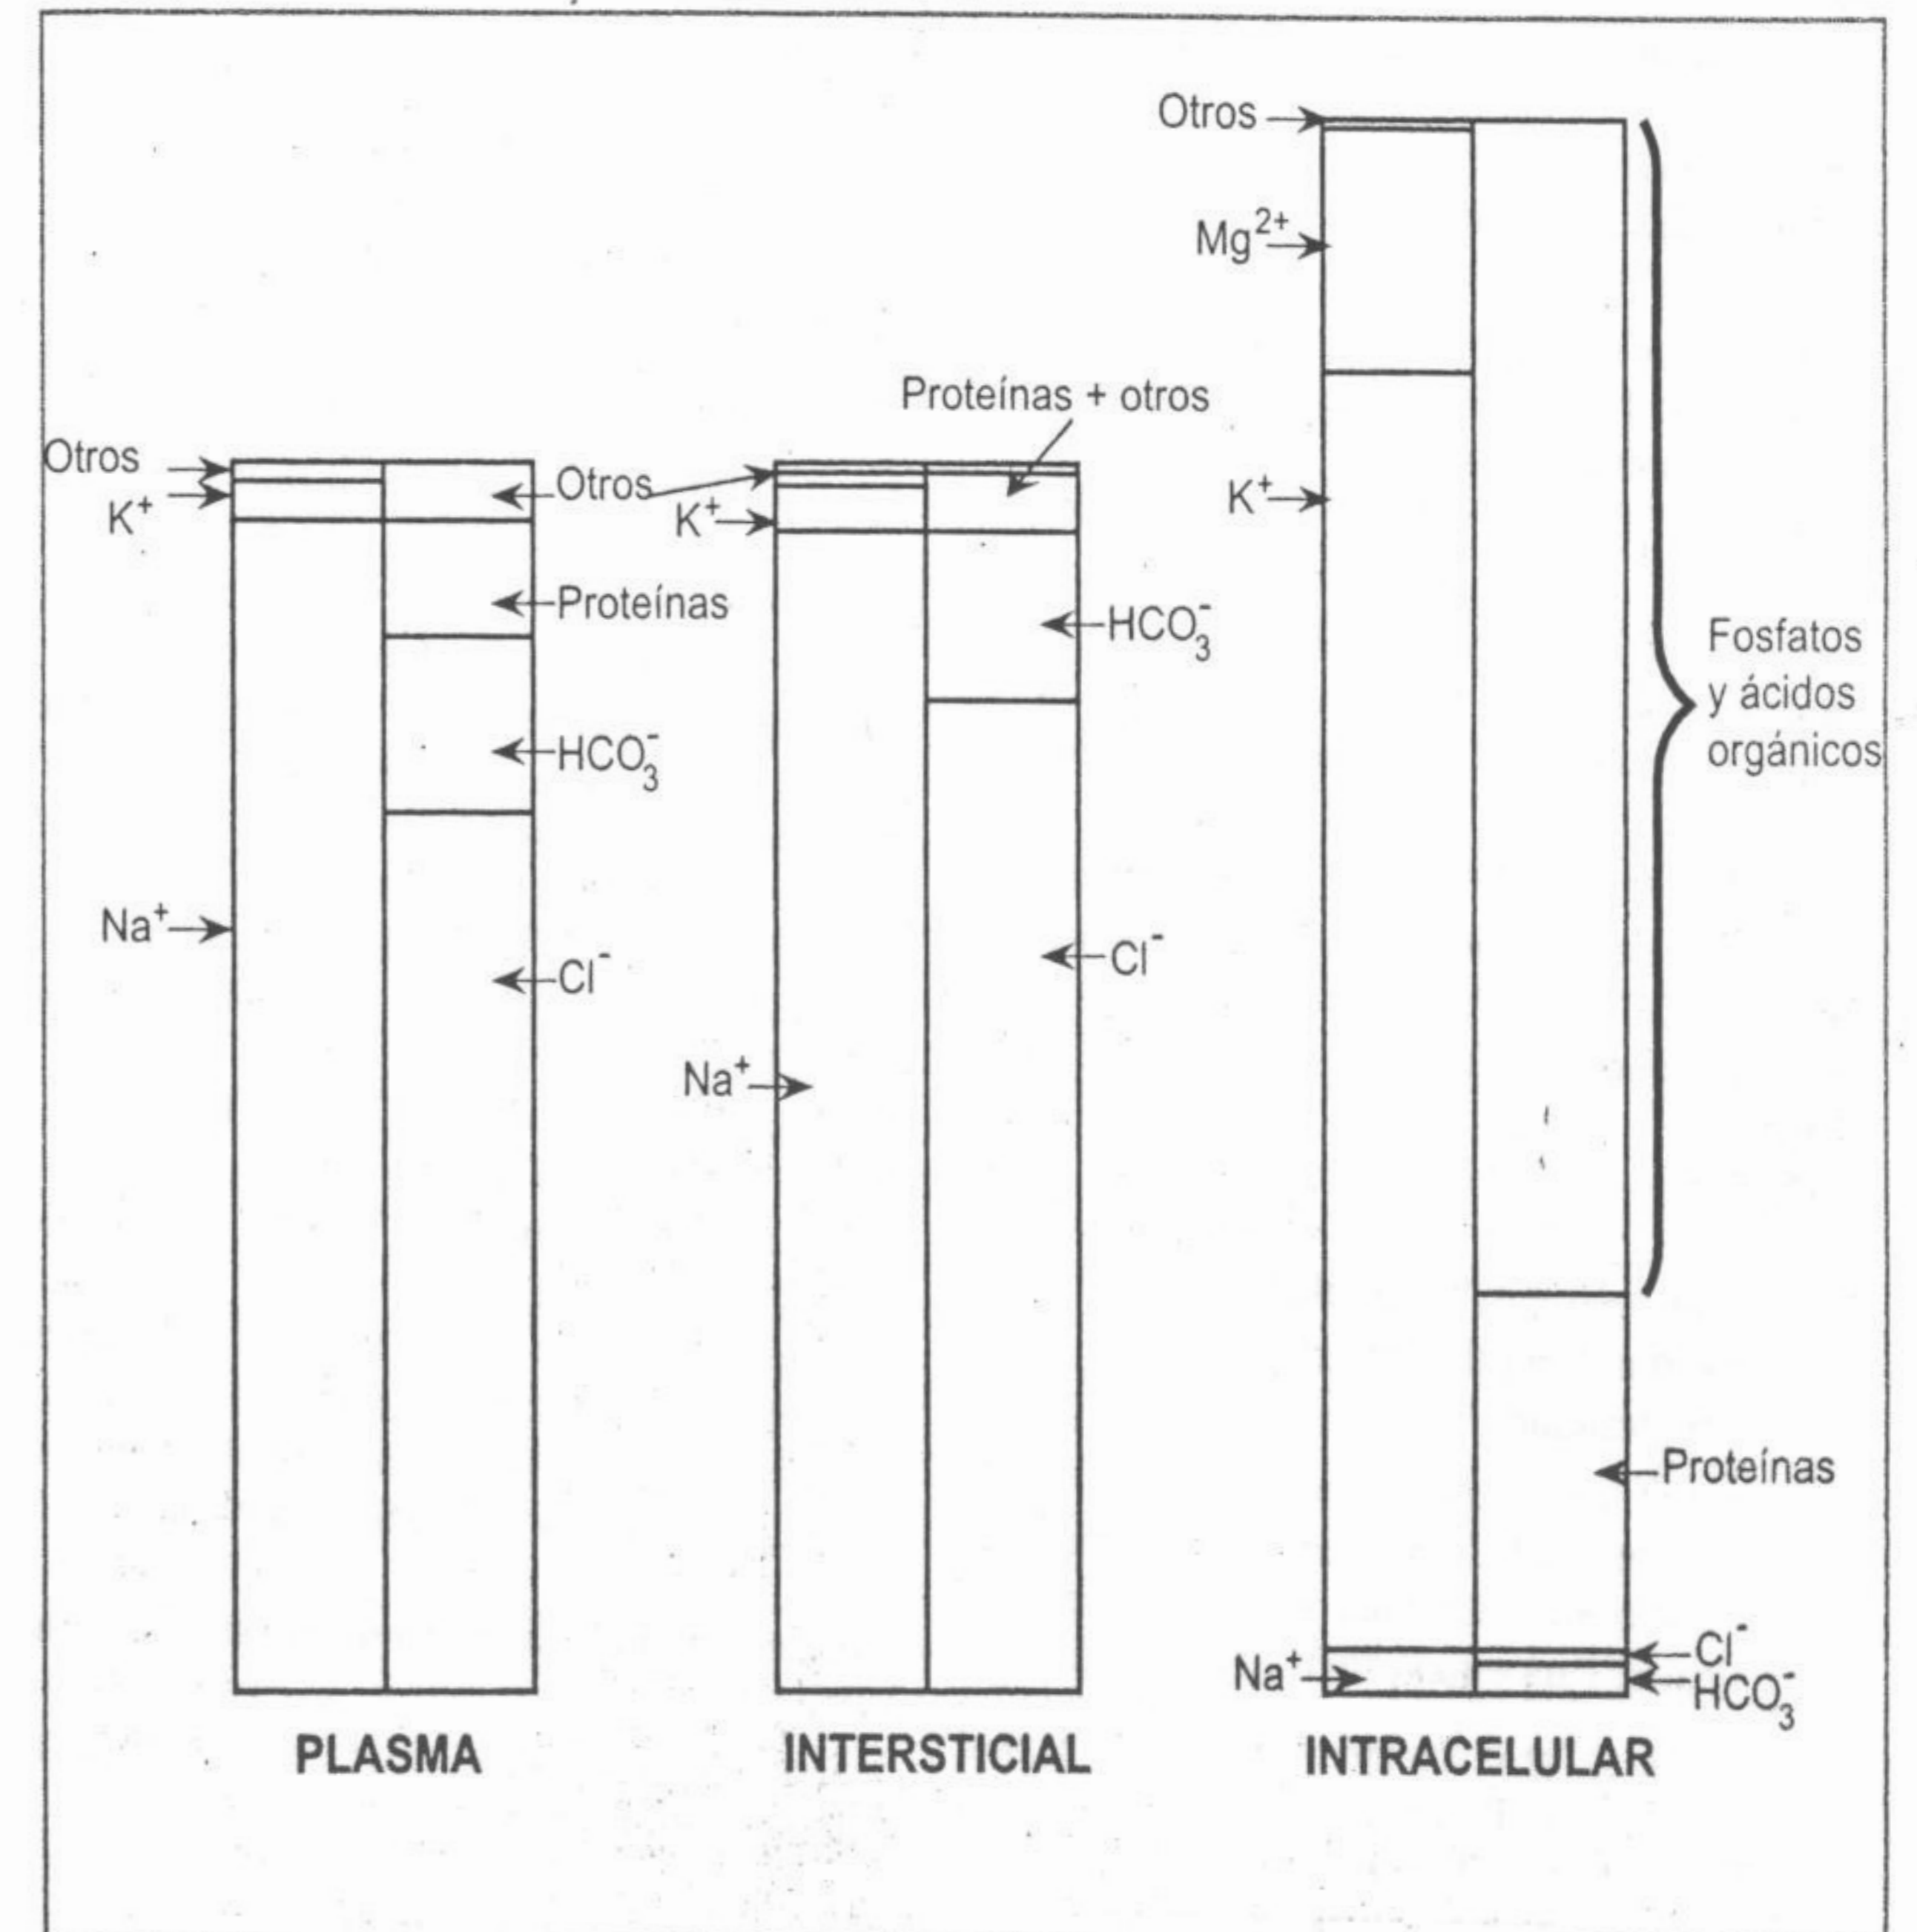 Otros
Mg²⁺
Proteínas + otros
Otros
Otros
K⁺
K⁺
K⁺
Proteínas
HCO₃⁻
Fosfatos
y ácidos
orgánicos
HCO₃⁻
Na⁺
Cl⁻
Cl⁻
Na⁺
Proteínas
Cl⁻
Na⁺
HCO₃⁻
PLASMA
INTERSTICIAL
INTRACELULAR